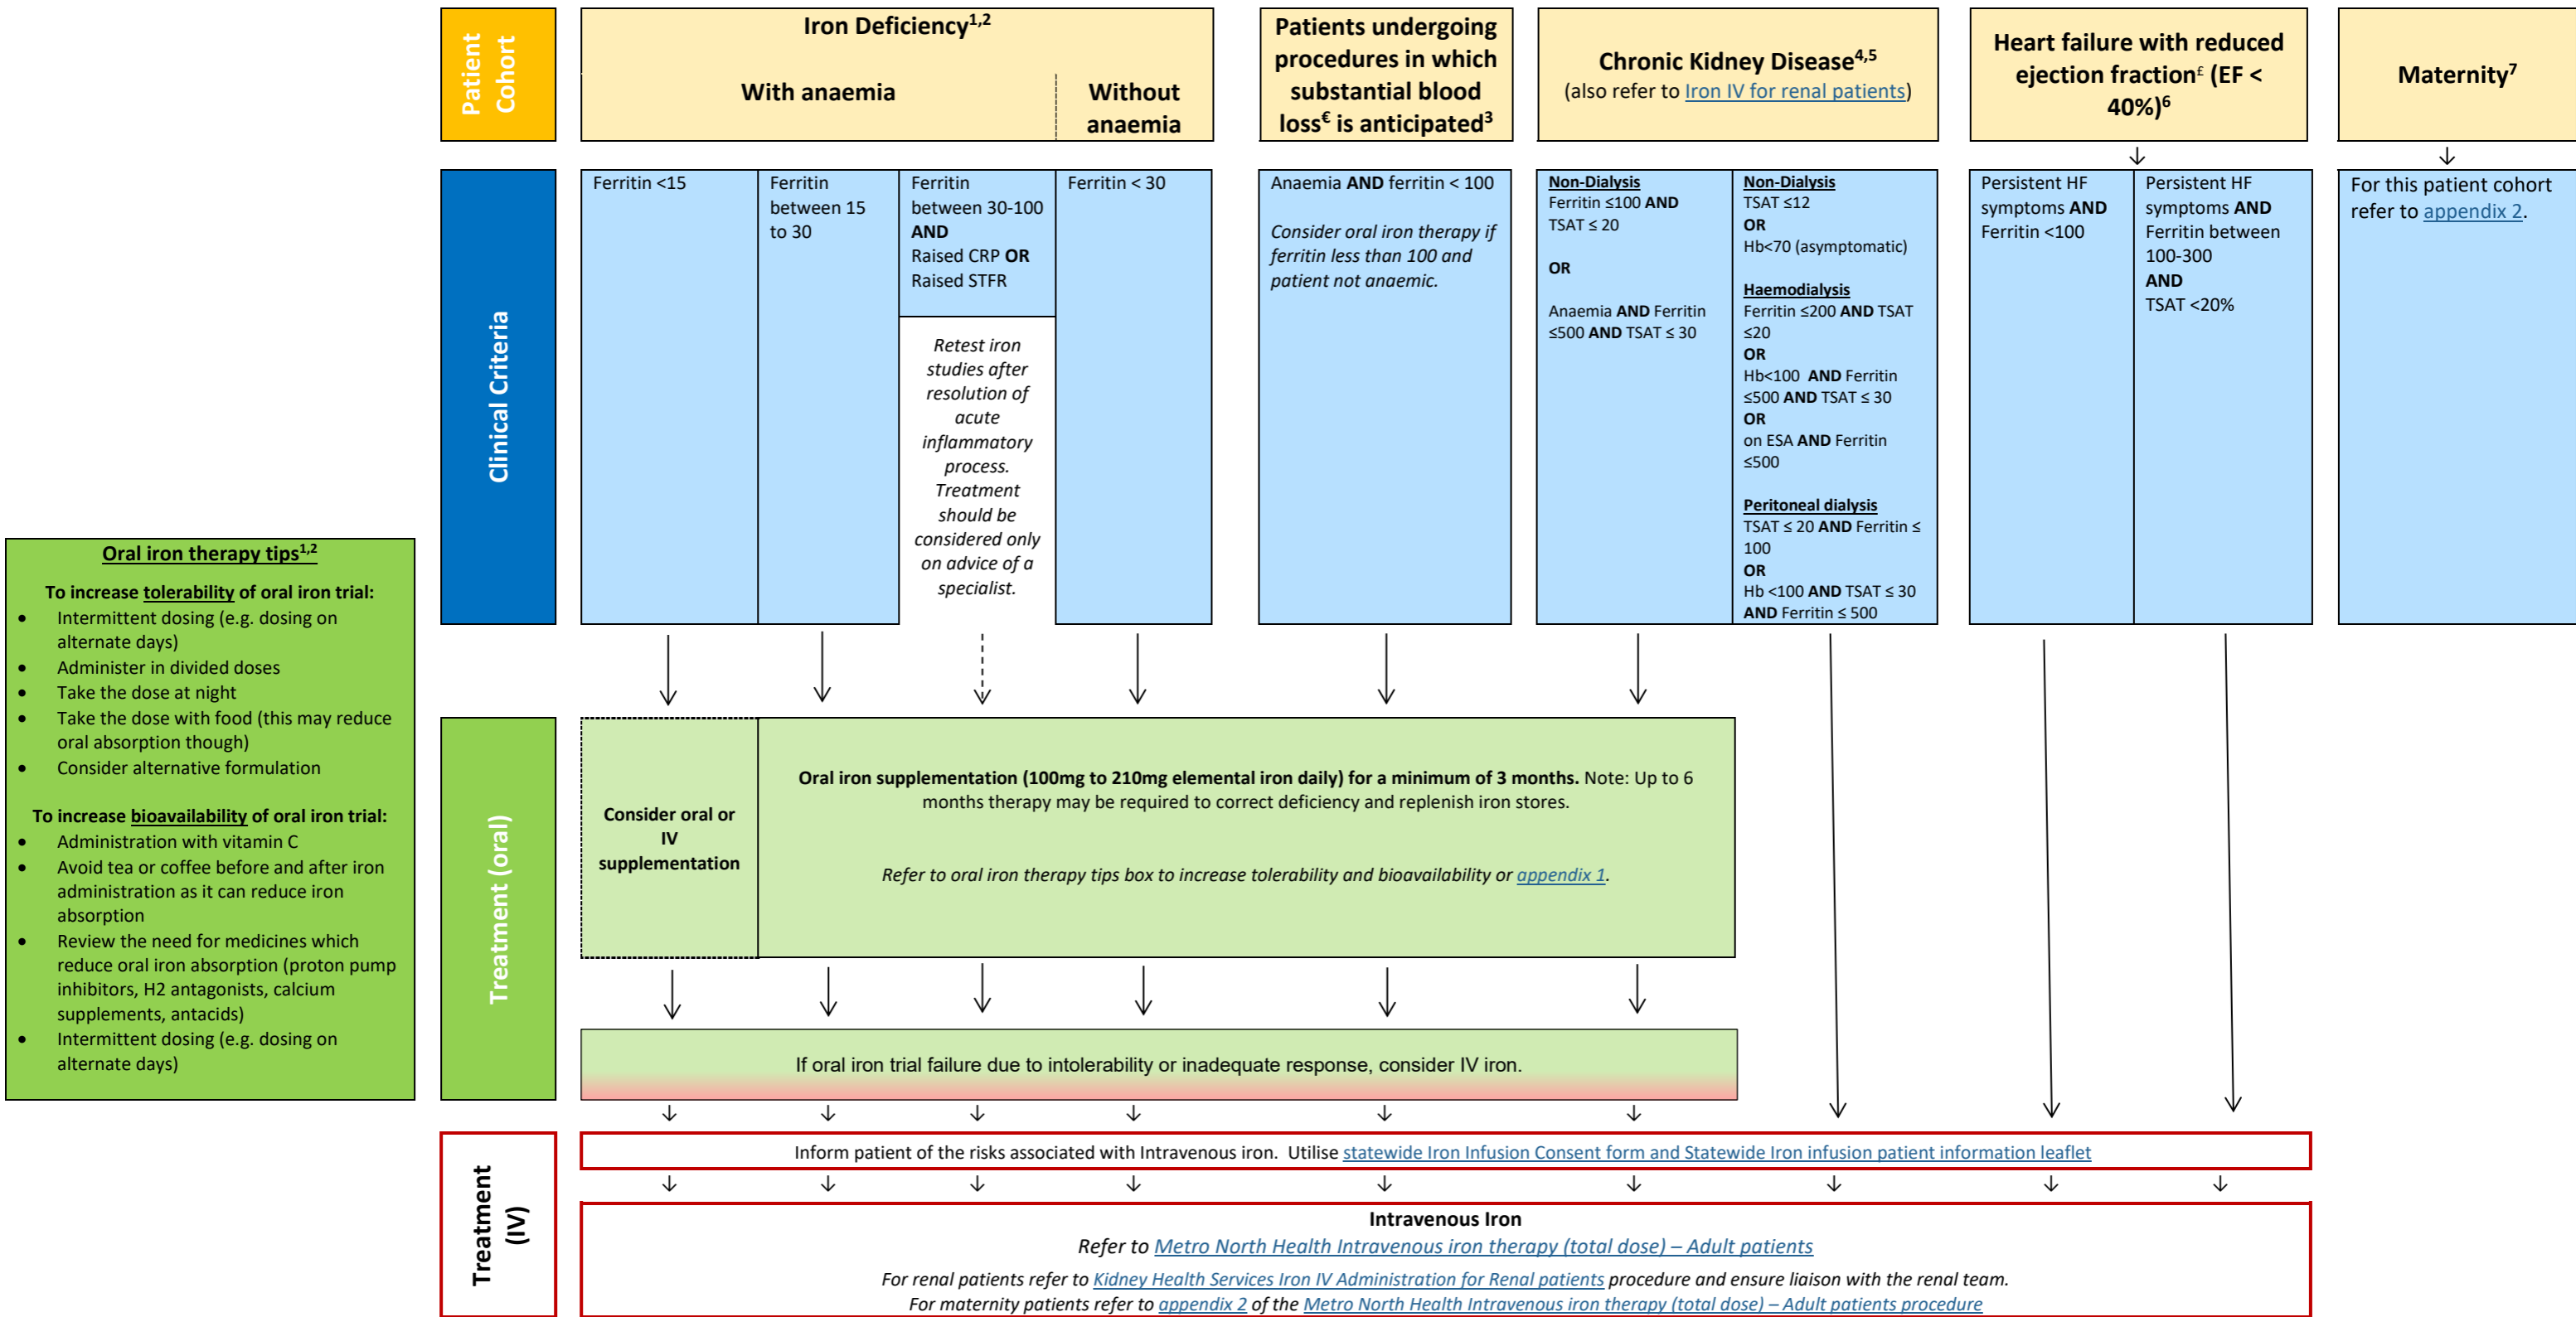 Patient
Cohort
Iron Deficiency1,2
With anaemia
Without
anaemia
Patients undergoing
procedures in which
substantial blood
loss€ is anticipated3
Chronic Kidney Disease4,5
(also refer to Iron IV for renal patients)
Heart failure with reduced
ejection fraction£ (EF <
40%)6
Maternity7
Clinical Criteria
Ferritin <15
Ferritin
between 15
to 30
Ferritin
between 30-100
AND
Raised CRP OR
Raised STFR
Retest iron
studies after
resolution of
acute
inflammatory
process.
Treatment
should be
considered only
on advice of a
specialist.
Ferritin < 30
Anaemia AND ferritin < 100
Consider oral iron therapy if
ferritin less than 100 and
patient not anaemic.
Non-Dialysis
Ferritin ≤100 AND
TSAT ≤ 20
OR
Anaemia AND Ferritin
≤500 AND TSAT ≤ 30
Non-Dialysis
TSAT ≤12
OR
Hb<70 (asymptomatic)
Haemodialysis
Ferritin ≤200 AND TSAT
≤20
OR
Hb<100 AND Ferritin
≤500 AND TSAT ≤ 30
OR
on ESA AND Ferritin
≤500
Peritoneal dialysis
TSAT ≤ 20 AND Ferritin ≤
100
OR
Hb <100 AND TSAT ≤ 30
AND Ferritin ≤ 500
Persistent HF
symptoms AND
Ferritin <100
Persistent HF
symptoms AND
Ferritin between
100-300
AND
TSAT <20%
For this patient cohort
refer to appendix 2.
Oral iron therapy tips1,2
To increase tolerability of oral iron trial:
• Intermittent dosing (e.g. dosing on
alternate days)
• Administer in divided doses
• Take the dose at night
• Take the dose with food (this may reduce
oral absorption though)
• Consider alternative formulation
To increase bioavailability of oral iron trial:
• Administration with vitamin C
• Avoid tea or coffee before and after iron
administration as it can reduce iron
absorption
• Review the need for medicines which
reduce oral iron absorption (proton pump
inhibitors, H2 antagonists, calcium
supplements, antacids)
• Intermittent dosing (e.g. dosing on
alternate days)
Treatment (oral)
Consider oral or
IV
supplementation
Oral iron supplementation (100mg to 210mg elemental iron daily) for a minimum of 3 months. Note: Up to 6
months therapy may be required to correct deficiency and replenish iron stores.
Refer to oral iron therapy tips box to increase tolerability and bioavailability or appendix 1.
If oral iron trial failure due to intolerability or inadequate response, consider IV iron.
Treatment
(IV)
Inform patient of the risks associated with Intravenous iron. Utilise statewide Iron Infusion Consent form and Statewide Iron infusion patient information leaflet
Intravenous Iron
Refer to Metro North Health Intravenous iron therapy (total dose) – Adult patients
For renal patients refer to Kidney Health Services Iron IV Administration for Renal patients procedure and ensure liaison with the renal team.
For maternity patients refer to appendix 2 of the Metro North Health Intravenous iron therapy (total dose) – Adult patients procedure